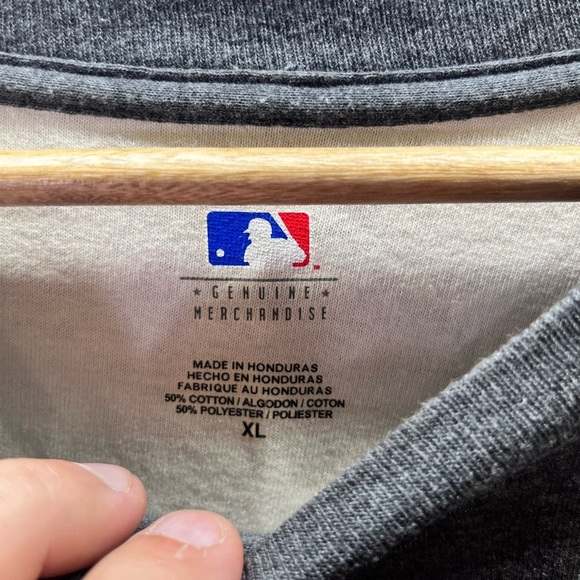 ★ GENUINE ★
MERCHANDISE
MADE IN HONDURAS
HECHO EN HONDURAS
FABRIQUE AU HONDURAS
50% COTTON / ALGODON / COTON
50% POLYESTER / POLIESTER
XL